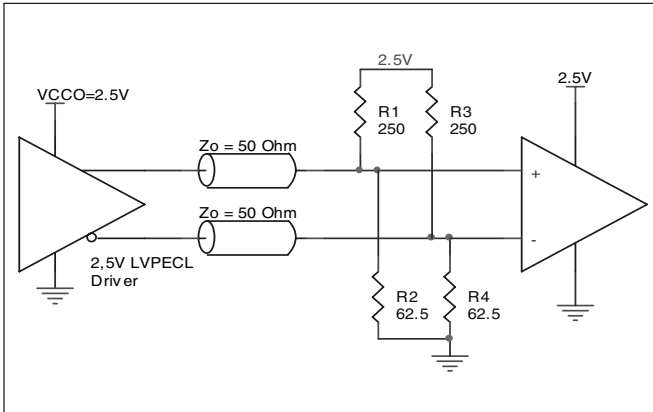 2.5V
2.5V
VCCO=2.5V
R1
250
R3
250
Zo = 50 Ohm
+
Zo = 50 Ohm
-
2,5V LVPECL
Driver
R2
62.5
R4
62.5